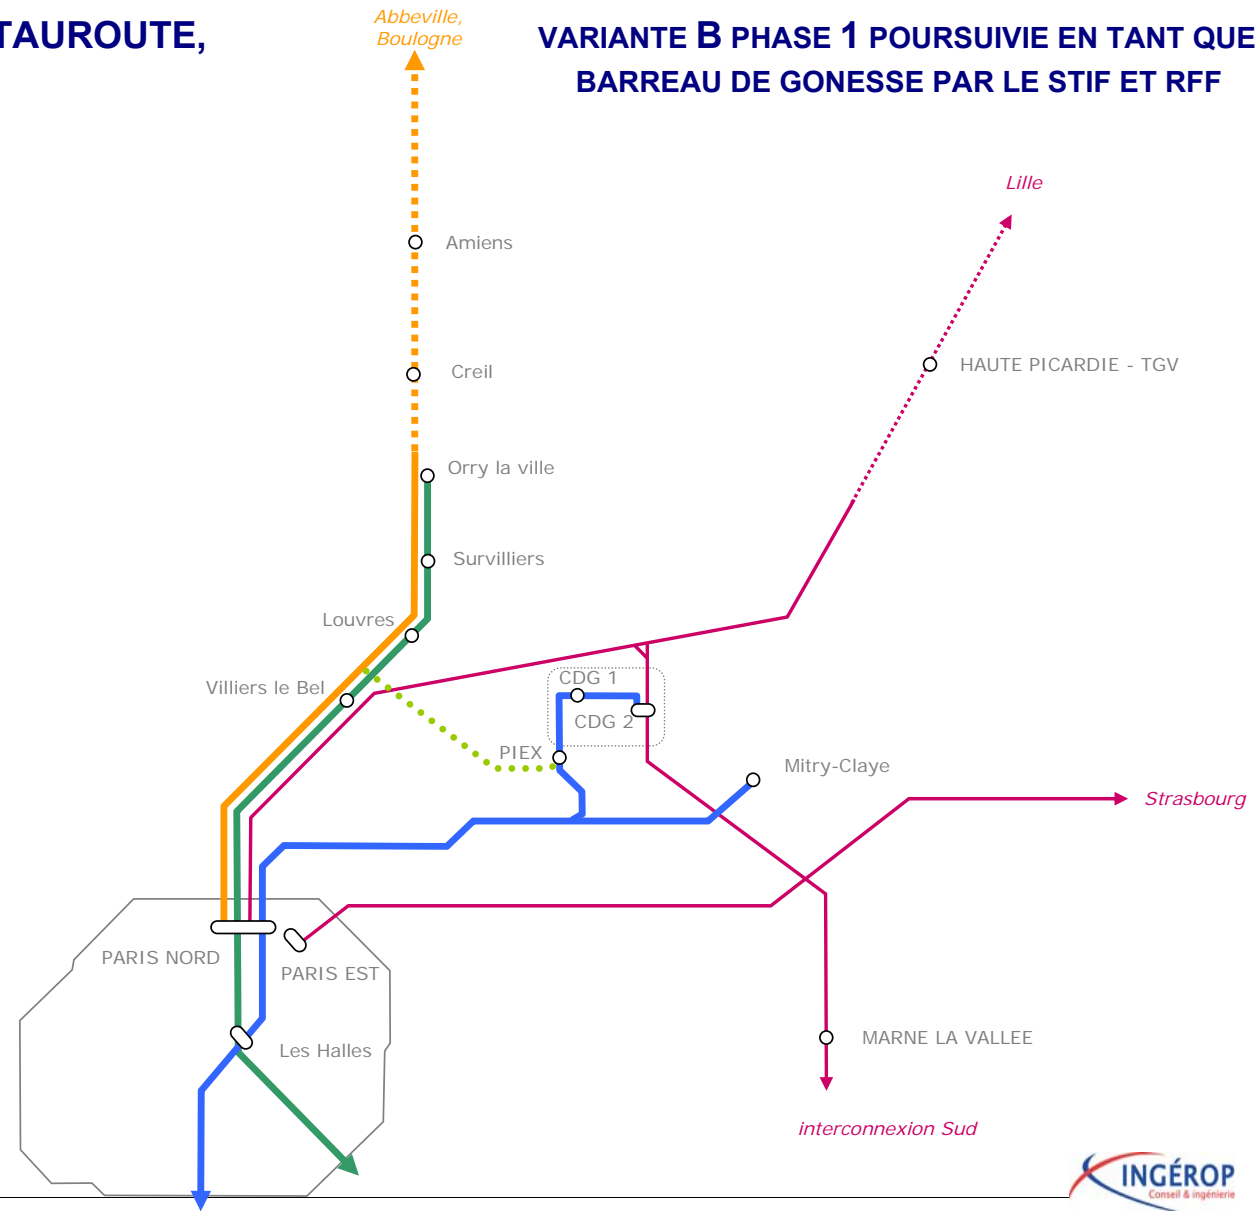 TAUROUTE,
VARIANTE B PHASE 1 POURSUIVIE EN TANT QUE
BARREAU DE GONESSE PAR LE STIF ET RFF
Abbeville,
Boulogne
Lille
Amiens
HAUTE PICARDIE - TGV
Creil
Orry la ville
Survilliers
Louvres
Villiers le Bel
CDG 1
CDG 2
PIEX
Mitry-Claye
Strasbourg
PARIS NORD
PARIS EST
Les Halles
MARNE LA VALLEE
interconnexion Sud
INGÉROP
Conseil & ingénierie